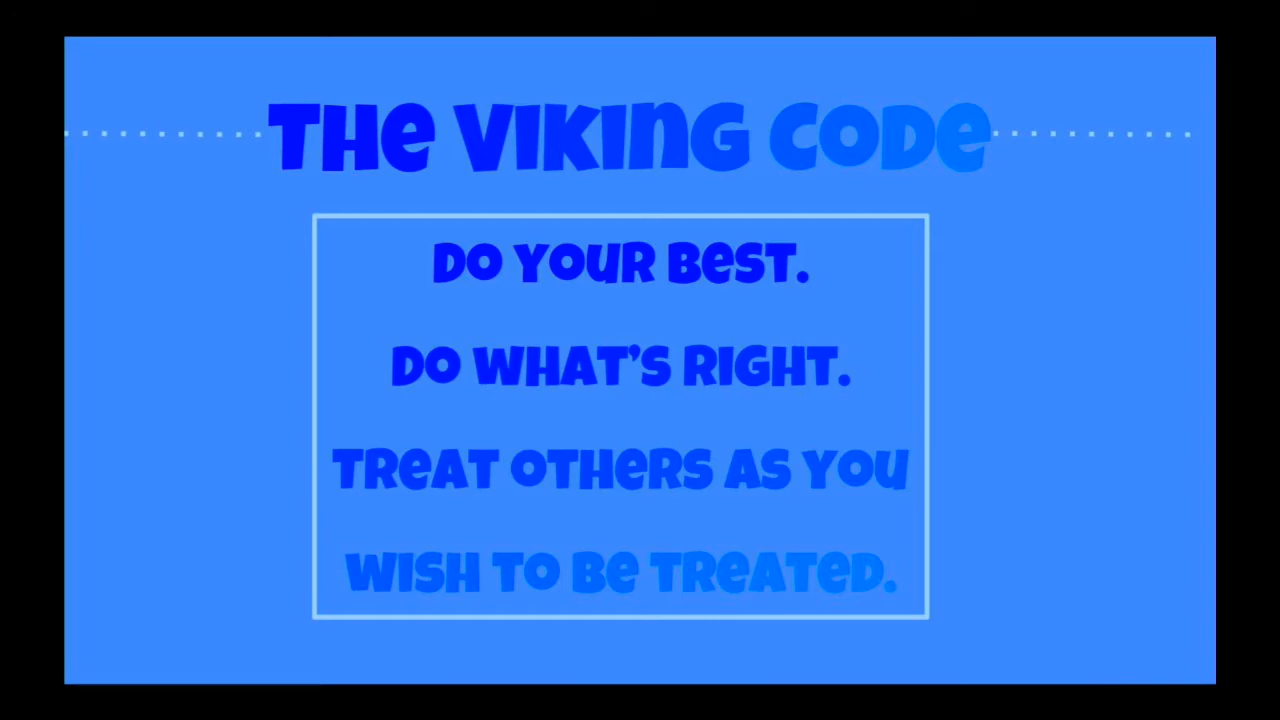 THE VIKING CODE
DO YOUR BEST.
DO WHAT'S RIGHT.
TREAT OTHERS AS YOU
WISH TO BE TREATED.